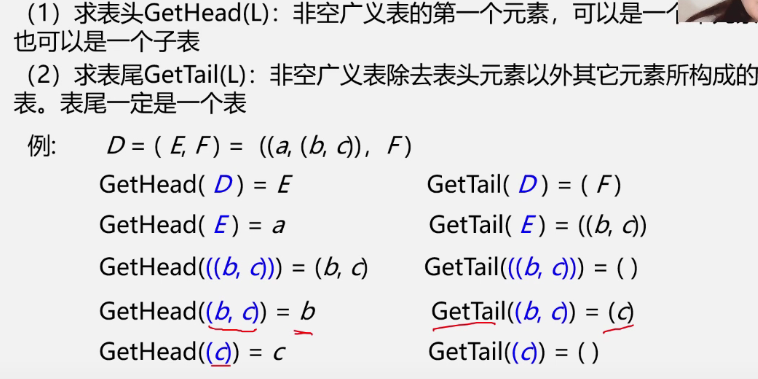 （1）求表头GetHead(L)：非空广义表的第一个元素，可以是一个
也可以是一个子表
（2）求表尾GetTail(L)：非空广义表除去表头元素以外其它元素所构成的
表。表尾一定是一个表
例: D = ( E, F ) = ((a, (b, c)), F )
GetHead( D ) = E GetTail( D ) = ( F )
GetHead( E ) = a GetTail( E ) = ((b, c))
GetHead(((b, c))) = (b, c) GetTail(((b, c))) = ( )
GetHead((b, c)) = b GetTail((b, c)) = (c)
GetHead((c)) = c GetTail((c)) = ( )